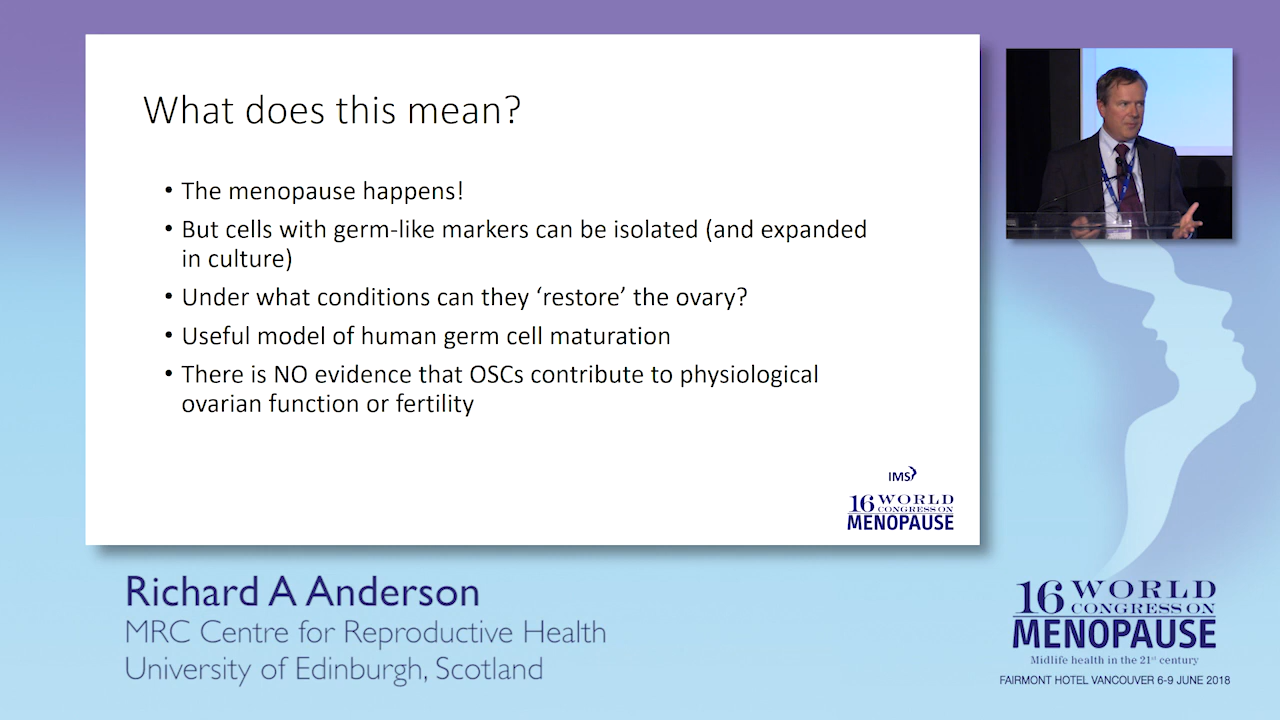 What does this mean?
• The menopause happens!
• But cells with germ-like markers can be isolated (and expanded
in culture)
• Under what conditions can they ‘restore’ the ovary?
• Useful model of human germ cell maturation
• There is NO evidence that OSCs contribute to physiological
ovarian function or fertility
IMS
16 WORLD
CONGRESS ON
MENOPAUSE
Richard A Anderson
MRC Centre for Reproductive Health
University of Edinburgh, Scotland
16 WORLD
CONGRESS ON
MENOPAUSE
Midlife health in the 21st century
FAIRMONT HOTEL VANCOUVER 6-9 JUNE 2018